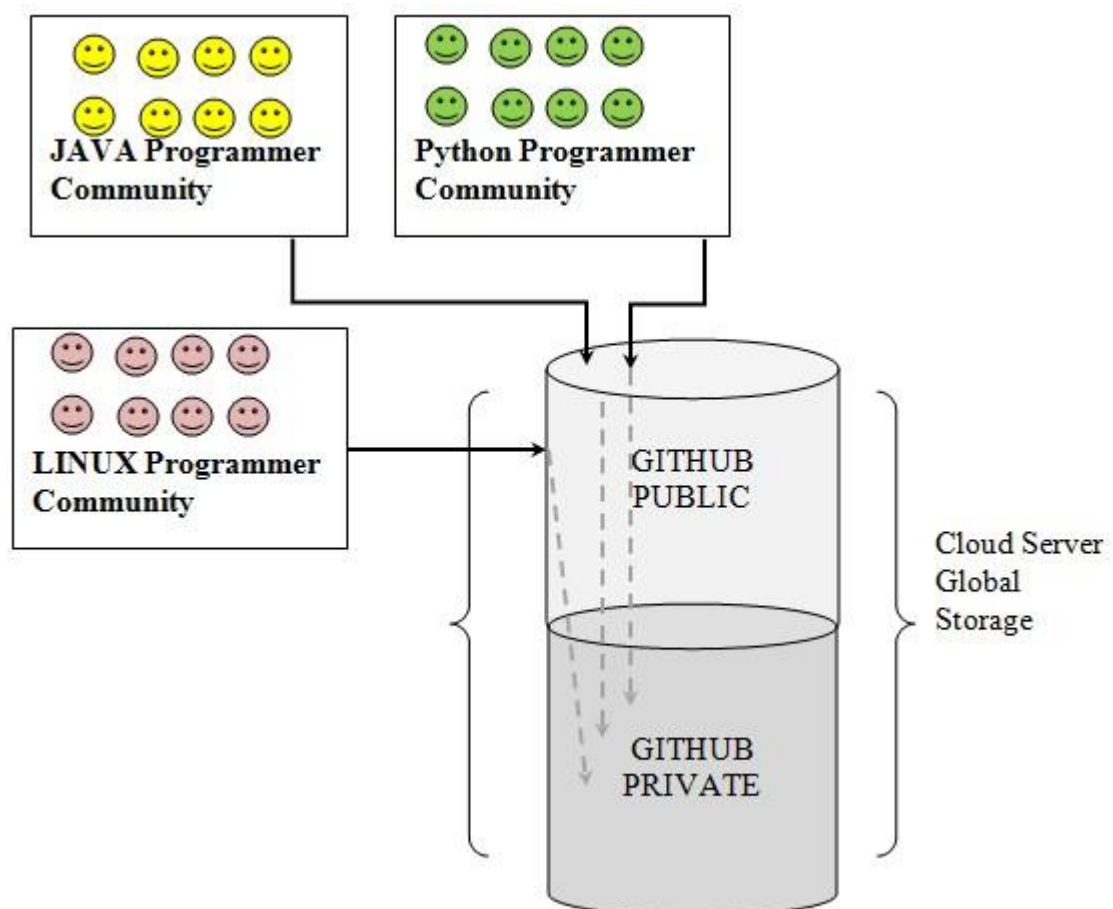 JAVA Programmer
Community
Python Programmer
Community
LINUX Programmer
Community
GITHUB
PUBLIC
Cloud Server
Global
Storage
GITHUB
PRIVATE